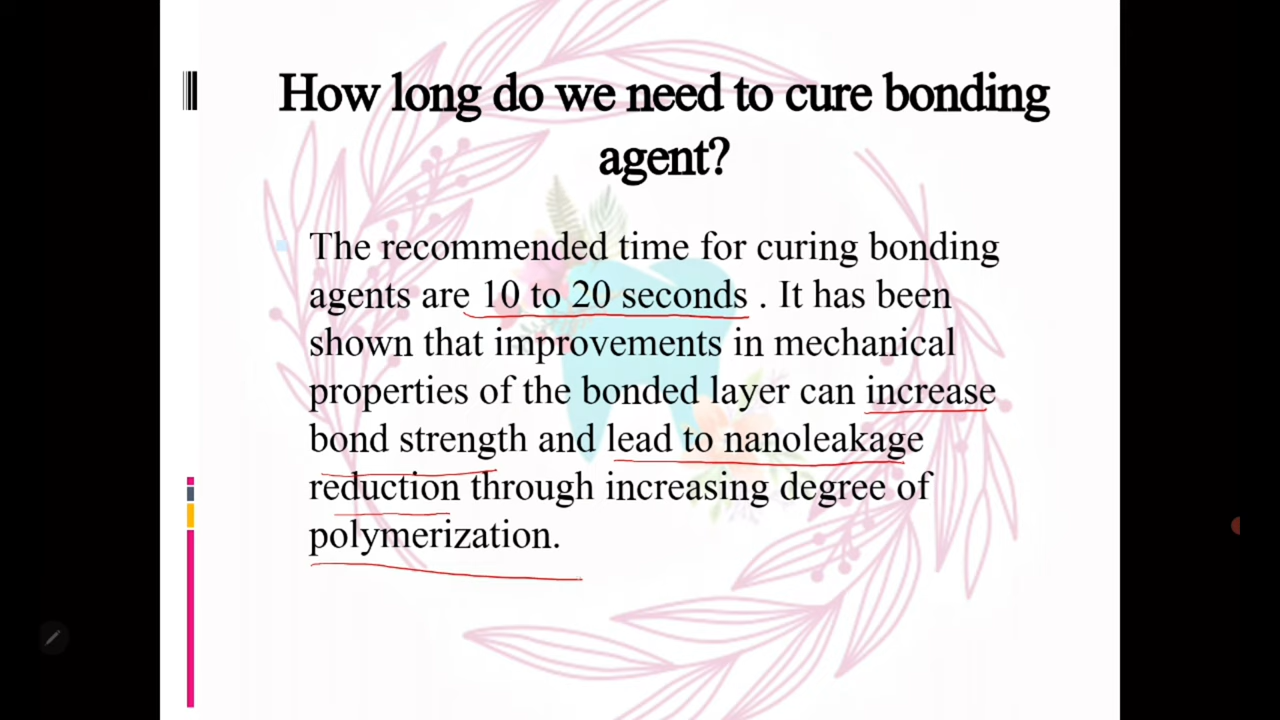 How long do we need to cure bonding
agent?
The recommended time for curing bonding
agents are 10 to 20 seconds . It has been
shown that improvements in mechanical
properties of the bonded layer can increase
bond strength and lead to nanoleakage
reduction through increasing degree of
polymerization.